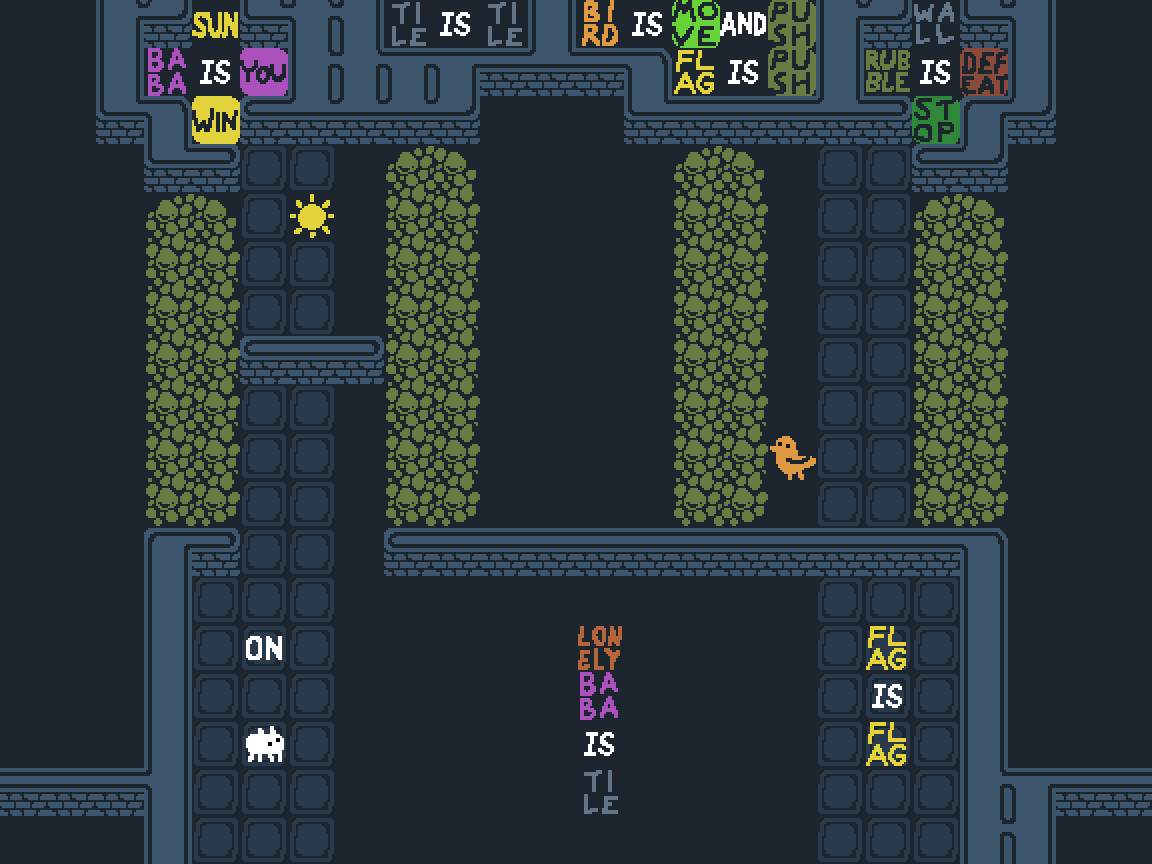 SUN TILE IS TILE BIRD IS MOVE AND PUSH WALL
BABA IS YOU FLAG IS PUSH RUBBLE IS DEFEAT
WIN STOP
ON LONELY FLAG
BABA IS
IS FLAG
TILE